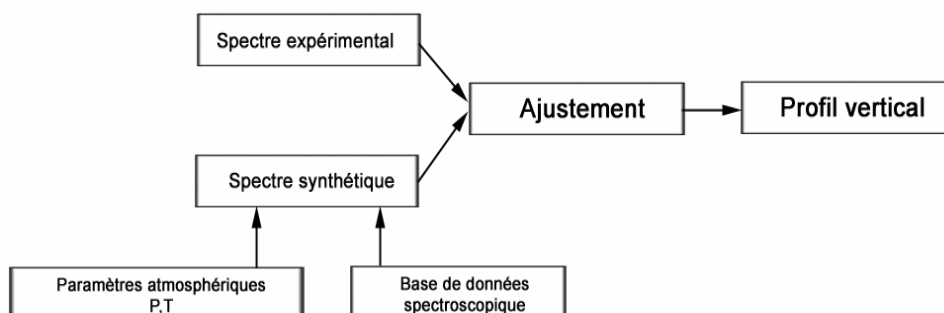 Spectre expérimental
Ajustement
Profil vertical
Spectre synthétique
Paramètres atmosphériques
P,T
Base de données
spectroscopique